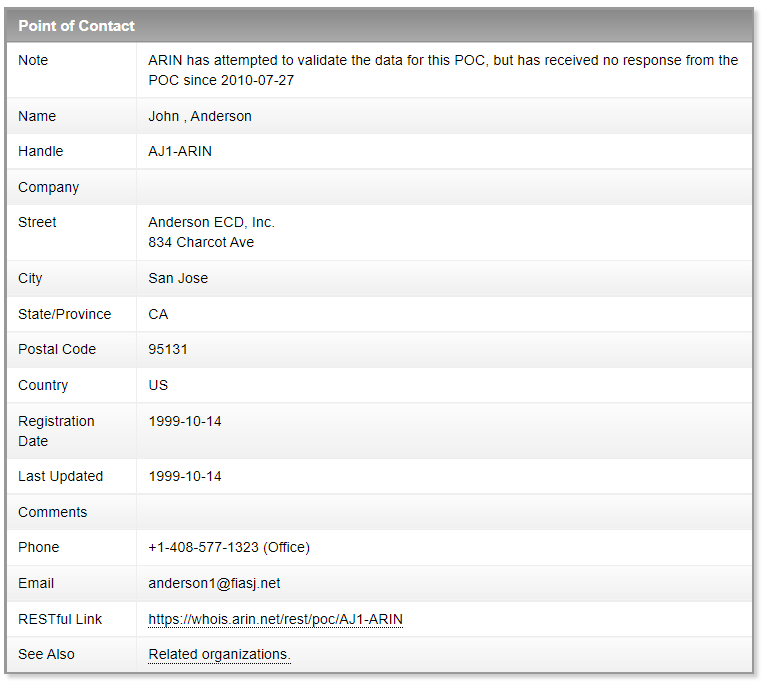 Point of Contact
Note
ARIN has attempted to validate the data for this POC, but has received no response from the
POC since 2010-07-27
Name
John , Anderson
Handle
AJ1-ARIN
Company
Street
Anderson ECD, Inc.
834 Charcot Ave
City
San Jose
State/Province
CA
Postal Code
95131
Country
US
Registration
Date
1999-10-14
Last Updated
1999-10-14
Comments
Phone
+1-408-577-1323 (Office)
Email
anderson1@fiasj.net
RESTful Link
https://whois.arin.net/rest/poc/AJ1-ARIN
See Also
Related organizations.